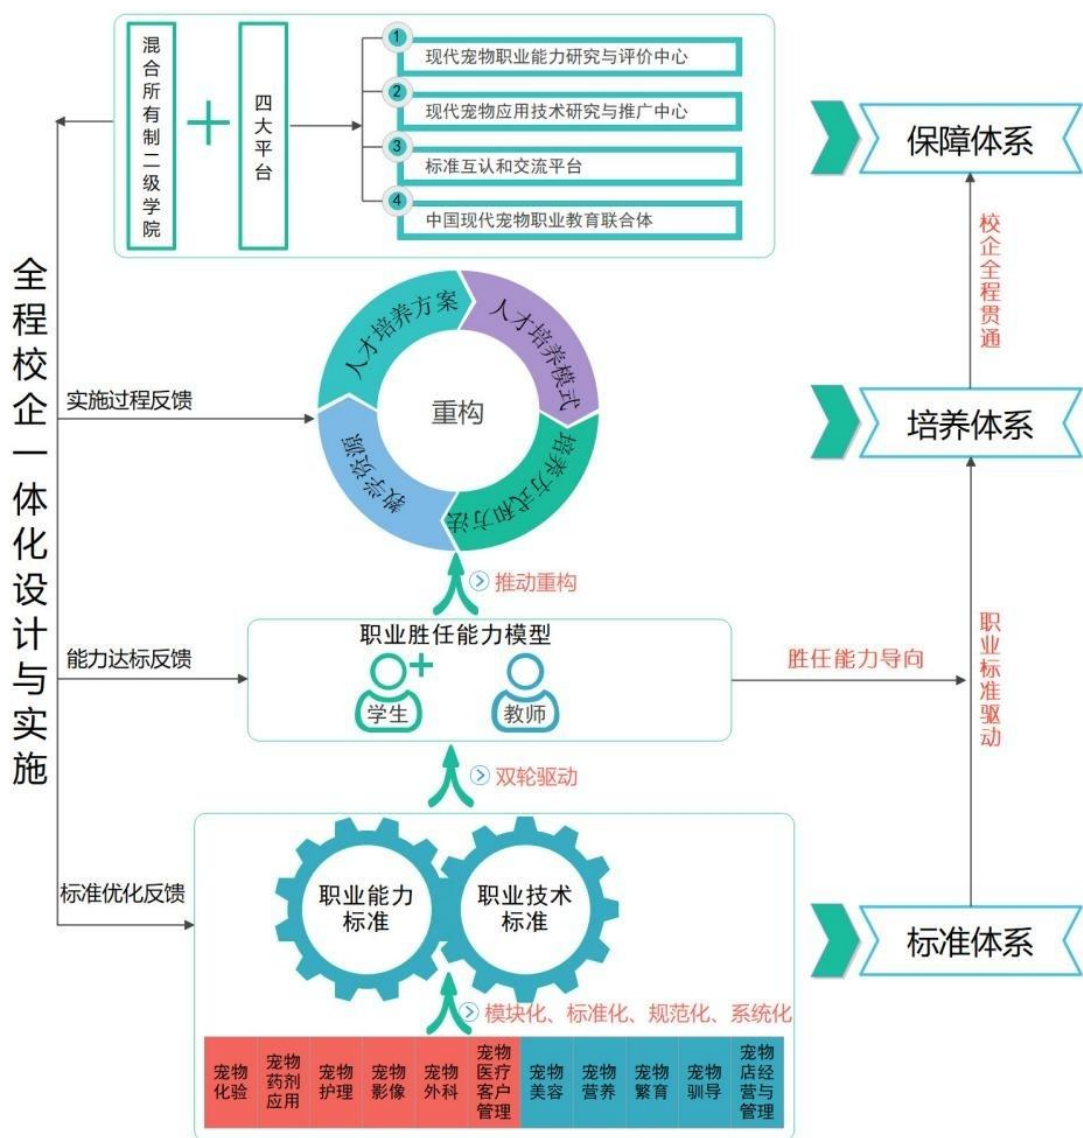 混合所有制二级学院
四大平台
1
现代宠物职业能力研究与评价中心
2
现代宠物应用技术研究与推广中心
3
标准互认和交流平台
4
中国现代宠物职业教育联合体
保障体系
校企全程贯通
全程校企一体化设计与实施
人才培养方案
人才培养模式
培养方式和方法
教学资源
重构
实施过程反馈
培养体系
推动重构
职业胜任能力模型
学生
教师
能力达标反馈
胜任能力导向
职业标准驱动
双轮驱动
职业能力
标准
职业技术
标准
标准优化反馈
标准体系
模块化、标准化、规范化、系统化
宠物
化验
宠物
药剂
应用
宠物
护理
宠物
影像
宠物
外科
宠物
医疗
客户
管理
宠物
美容
宠物
营养
宠物
繁育
宠物
驯导
宠物
店经
营与
管理